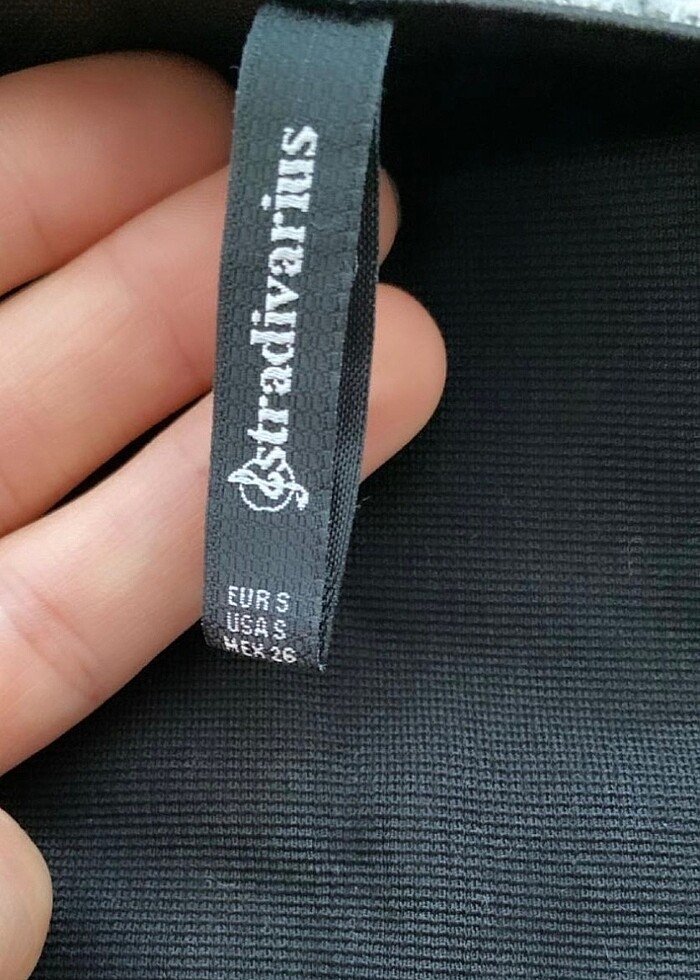 stradivarius
EUR S
USA S
MEX 26